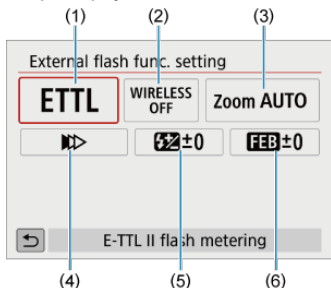 (1) (2) (3)
External flash func. setting
ETTL WIRELESS OFF Zoom AUTO
±0 FEB ±0
E-TTL II flash metering
(4) (5) (6)